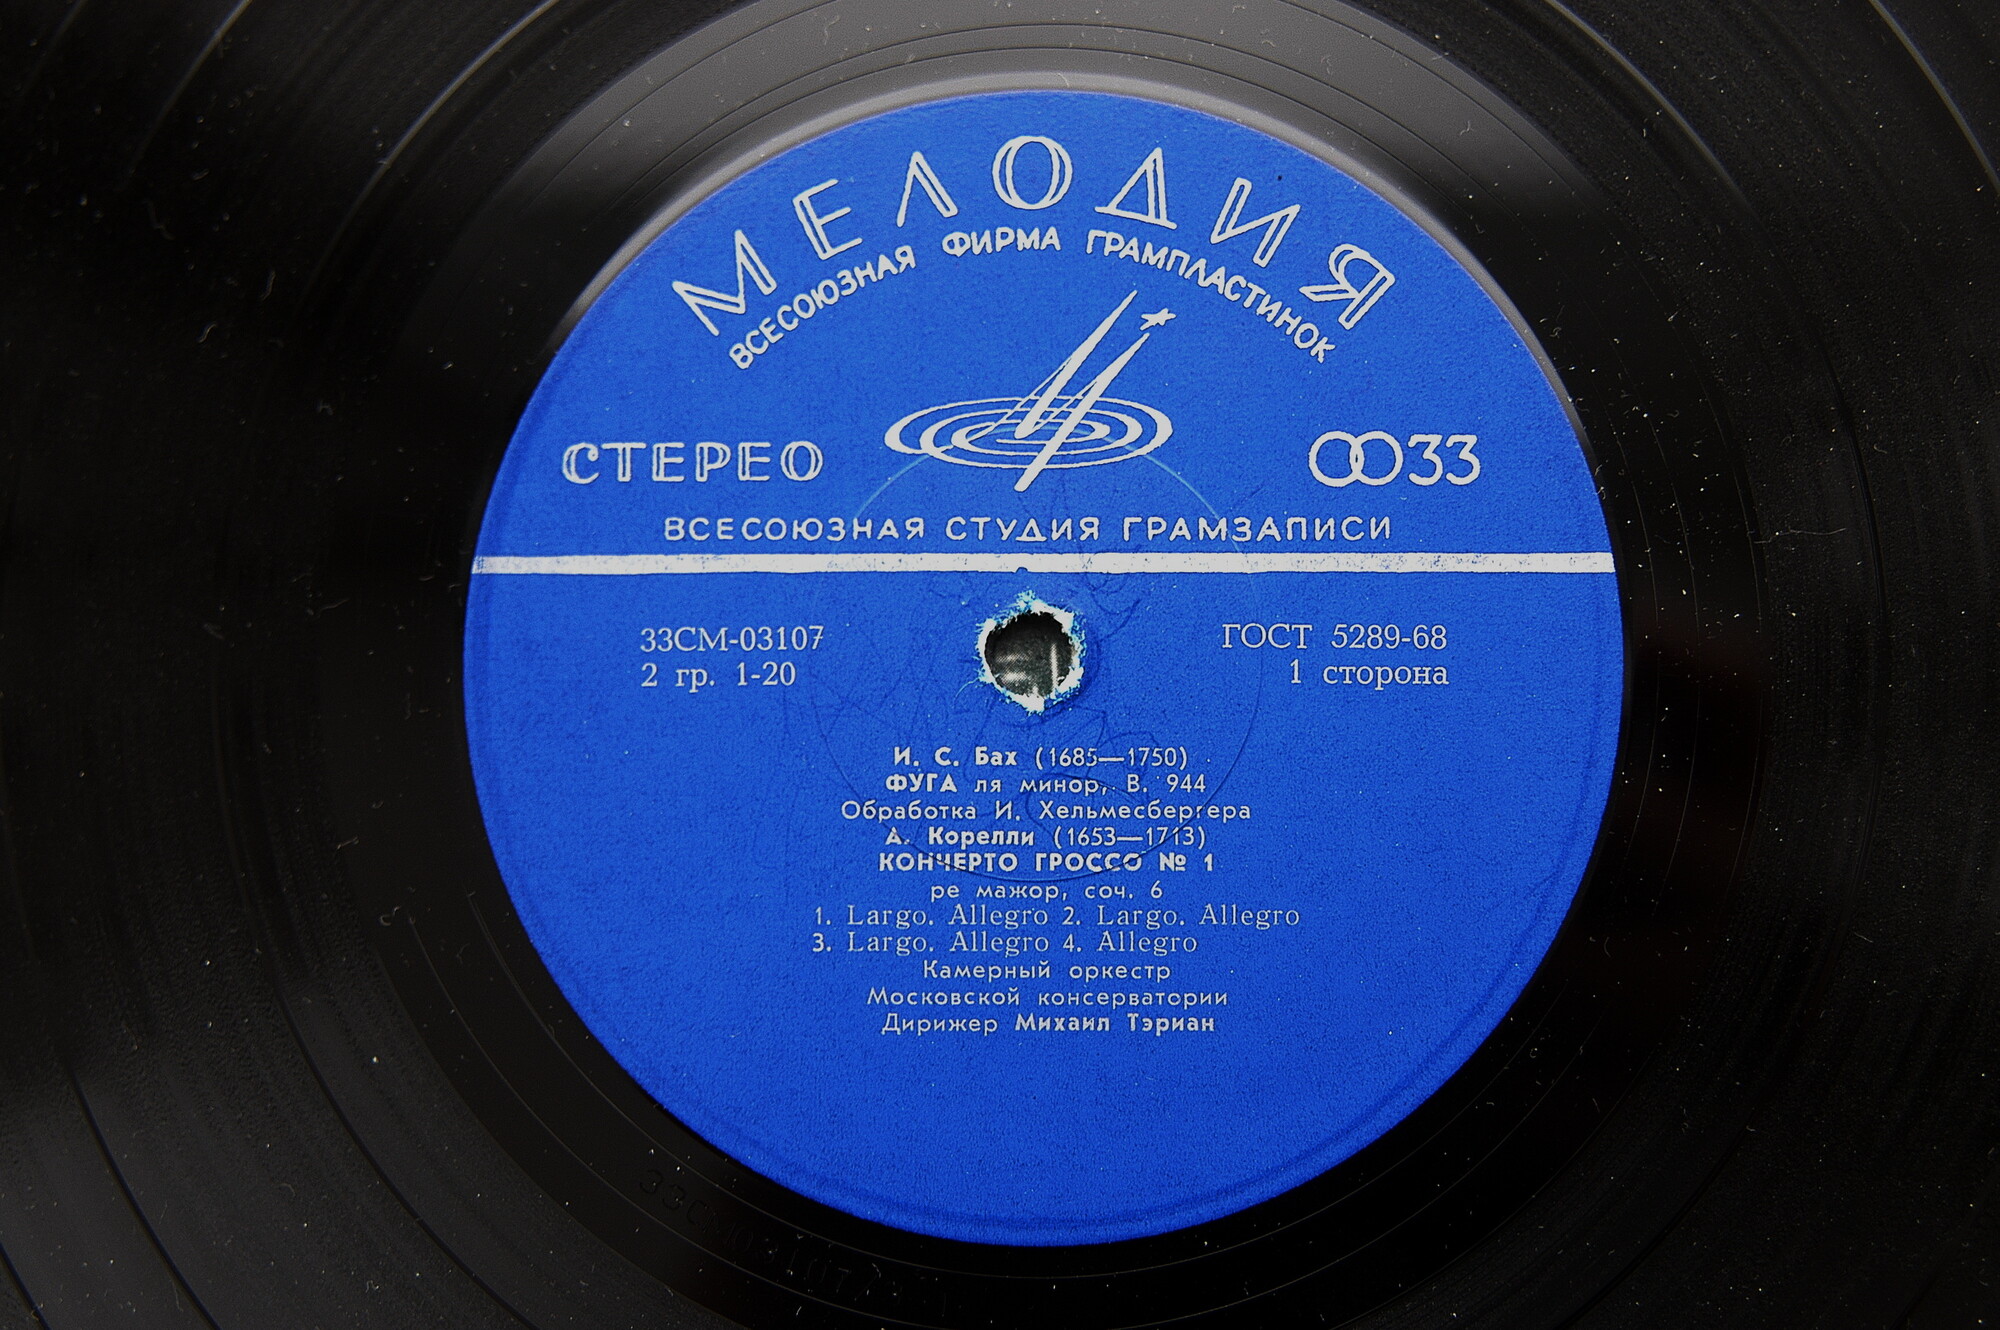 МЕЛОДИЯ
ВСЕСОЮЗНАЯ ФИРМА ГРАМПЛАСТИНОК
СТЕРЕО
33
ВСЕСОЮЗНАЯ СТУДИЯ ГРАМЗАПИСИ
33СМ-03107 ГОСТ 5289-68
2 гр. 1-20 1 сторона
И. С. Бах (1685—1750)
ФУГА ля минор, В. 944
Обработка И. Хельмесбергера
А. Корелли (1653—1713)
КОНЧЕРТО ГРОССО № 1
ре мажор, соч. 6
1. Largo. Allegro 2. Largo. Allegro
3. Largo. Allegro 4. Allegro
Камерный оркестр
Московской консерватории
Дирижер Михаил Тэриан